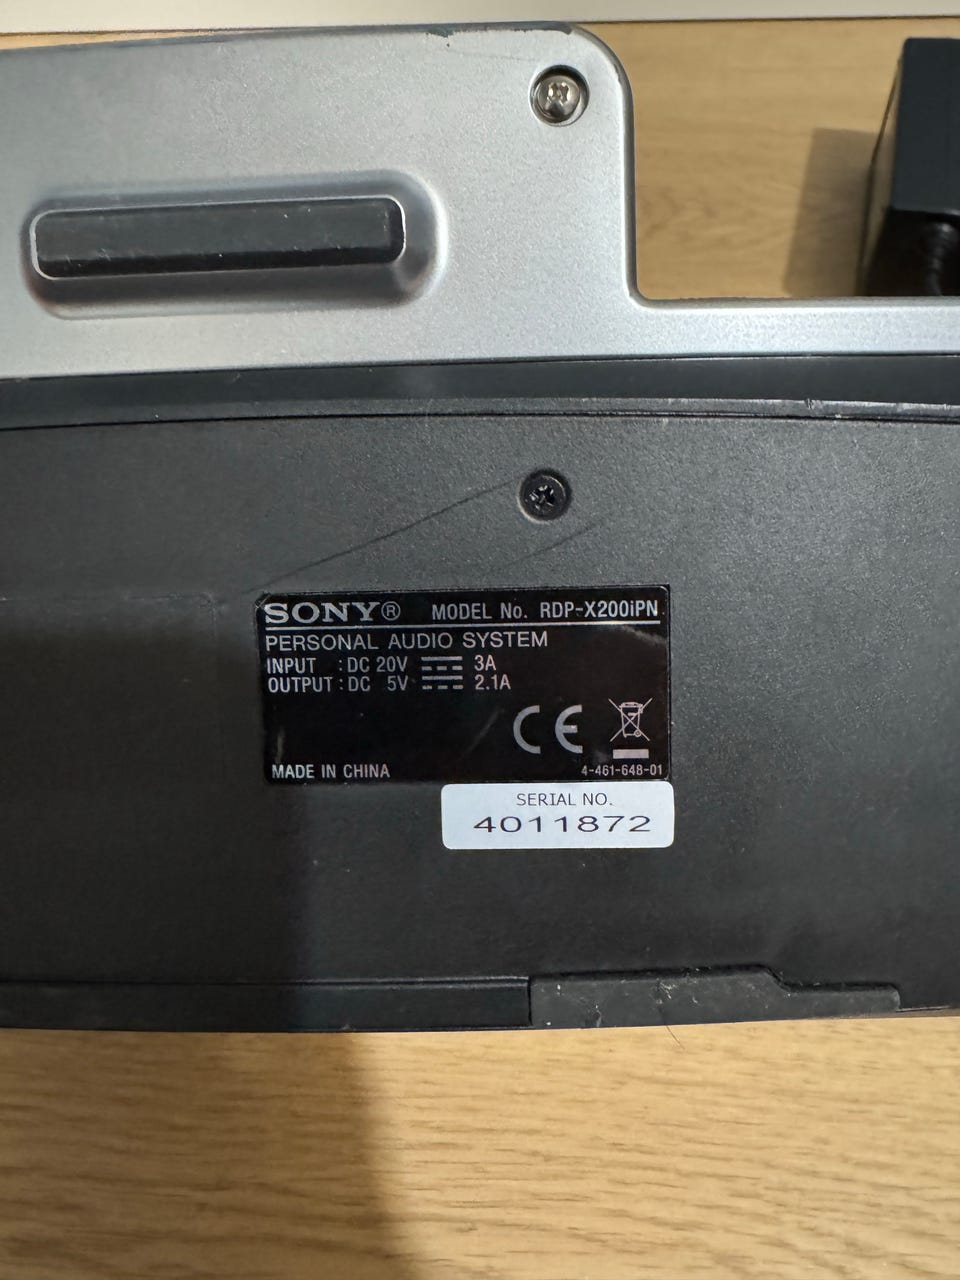 SONY® MODEL No. RDP-X200iPN
PERSONAL AUDIO SYSTEM
INPUT : DC 20V ⎓ 3A
OUTPUT : DC 5V ⎓ 2.1A
CE
MADE IN CHINA 4-461-648-01
SERIAL NO.
4011872